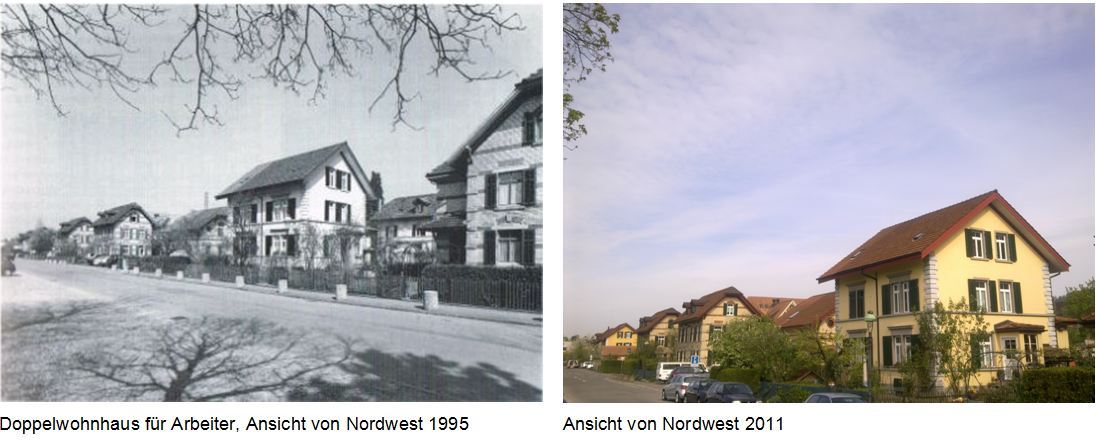 Doppelwohnhaus für Arbeiter, Ansicht von Nordwest 1995
Ansicht von Nordwest 2011